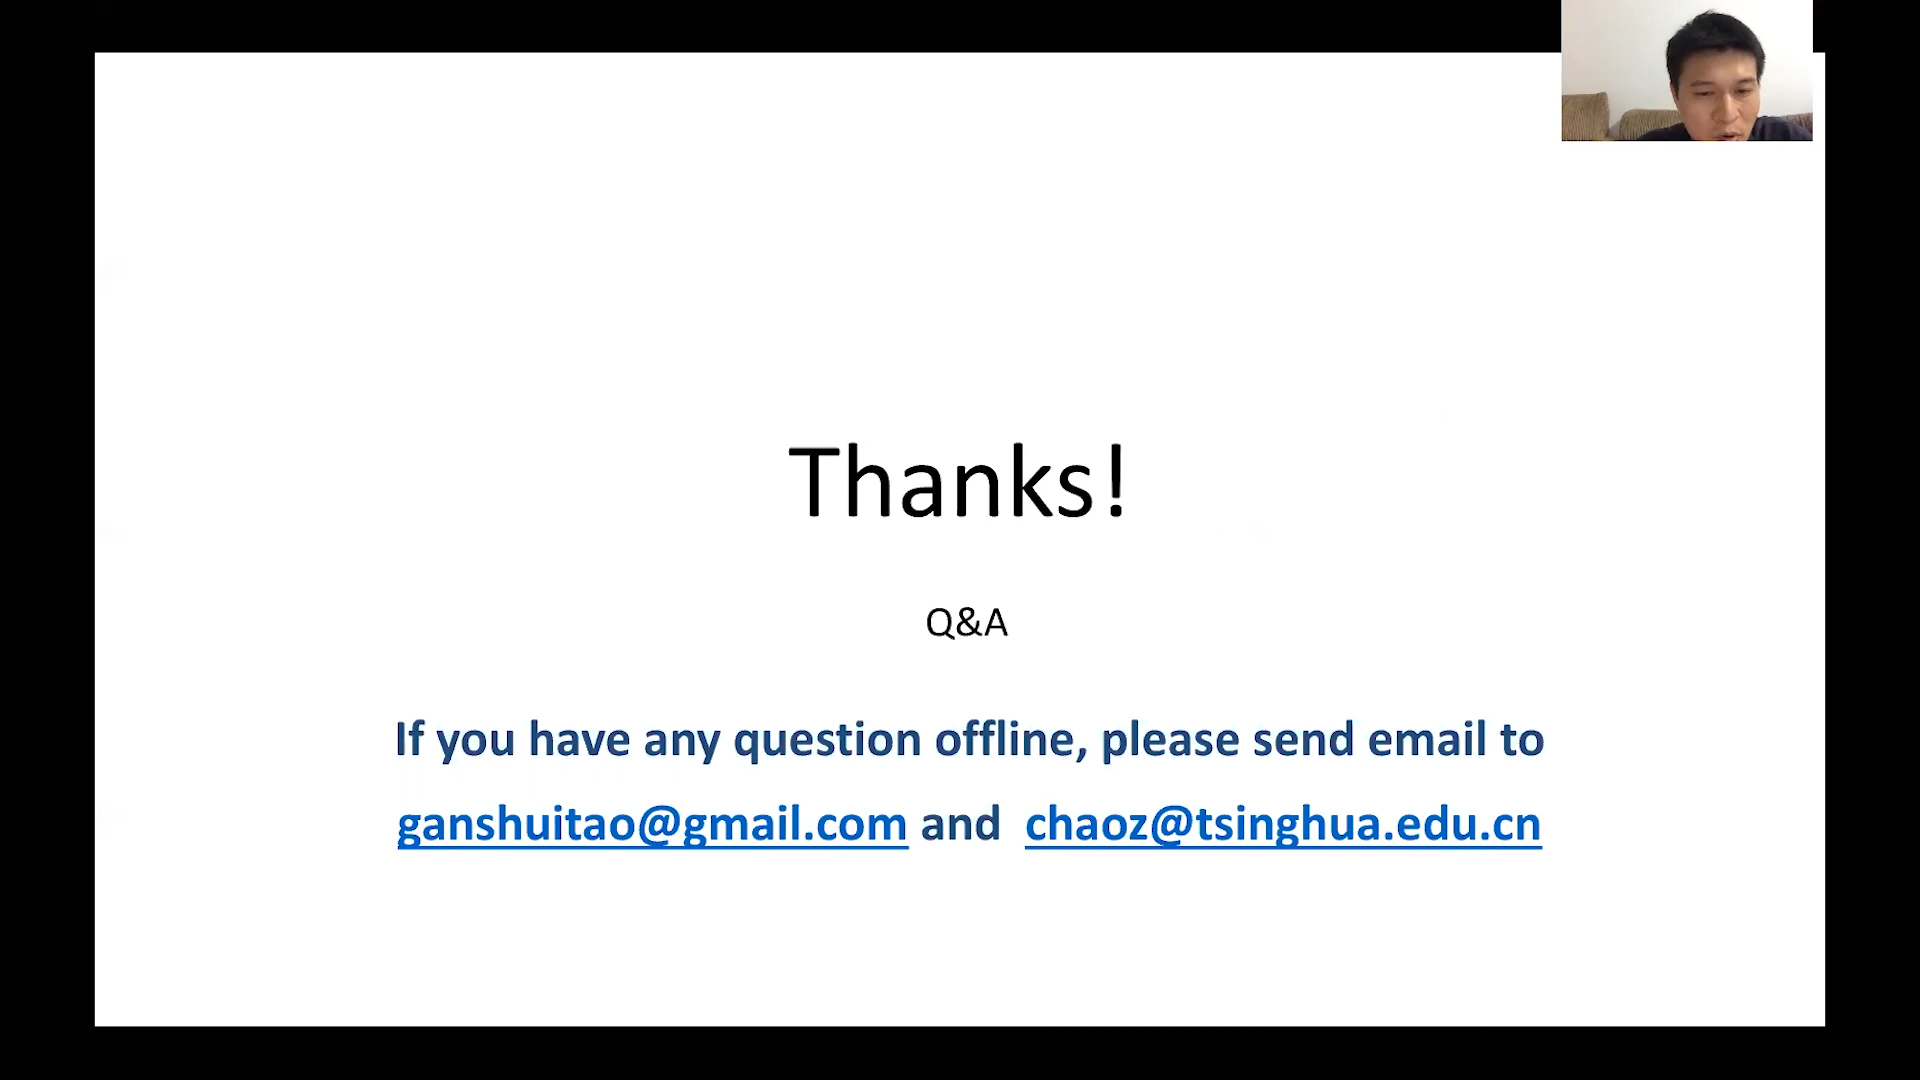 Thanks!
Q&A
If you have any question offline, please send email to
ganshuitao@gmail.com and chaoz@tsinghua.edu.cn